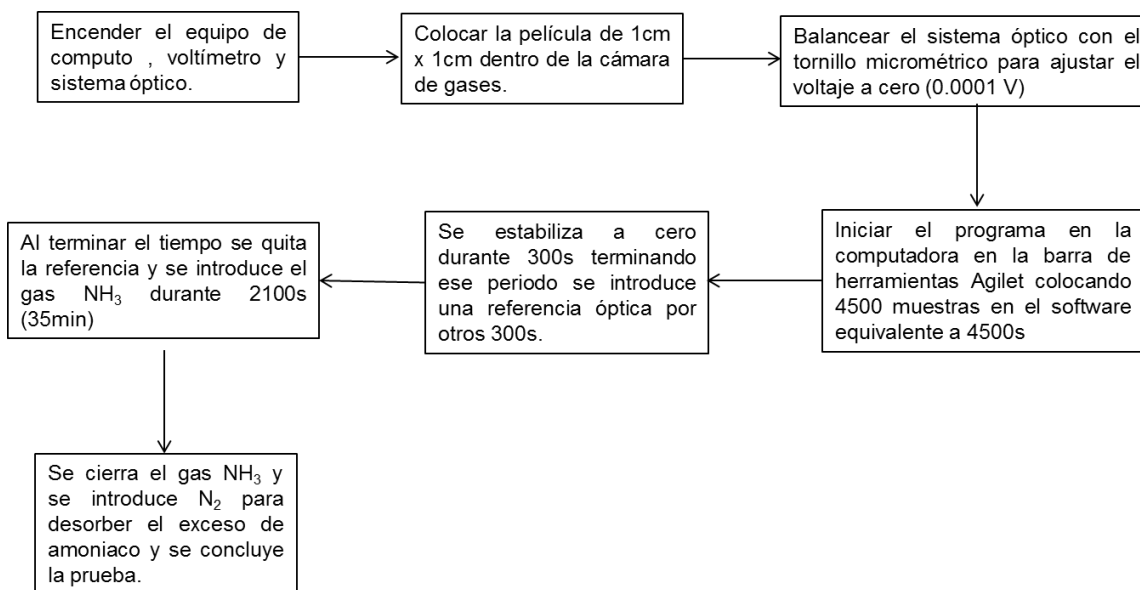 Encender el equipo de
computo , voltímetro y
sistema óptico.
Colocar la película de 1cm
x 1cm dentro de la cámara
de gases.
Balancear el sistema óptico con el
tornillo micrométrico para ajustar el
voltaje a cero (0.0001 V)
Iniciar el programa en la
computadora en la barra de
herramientas Agilet colocando
4500 muestras en el software
equivalente a 4500s
Se estabiliza a cero
durante 300s terminando
ese periodo se introduce
una referencia óptica por
otros 300s.
Al terminar el tiempo se quita
la referencia y se introduce el
gas NH₃ durante 2100s
(35min)
Se cierra el gas NH₃ y
se introduce N₂ para
desorber el exceso de
amoniaco y se concluye
la prueba.